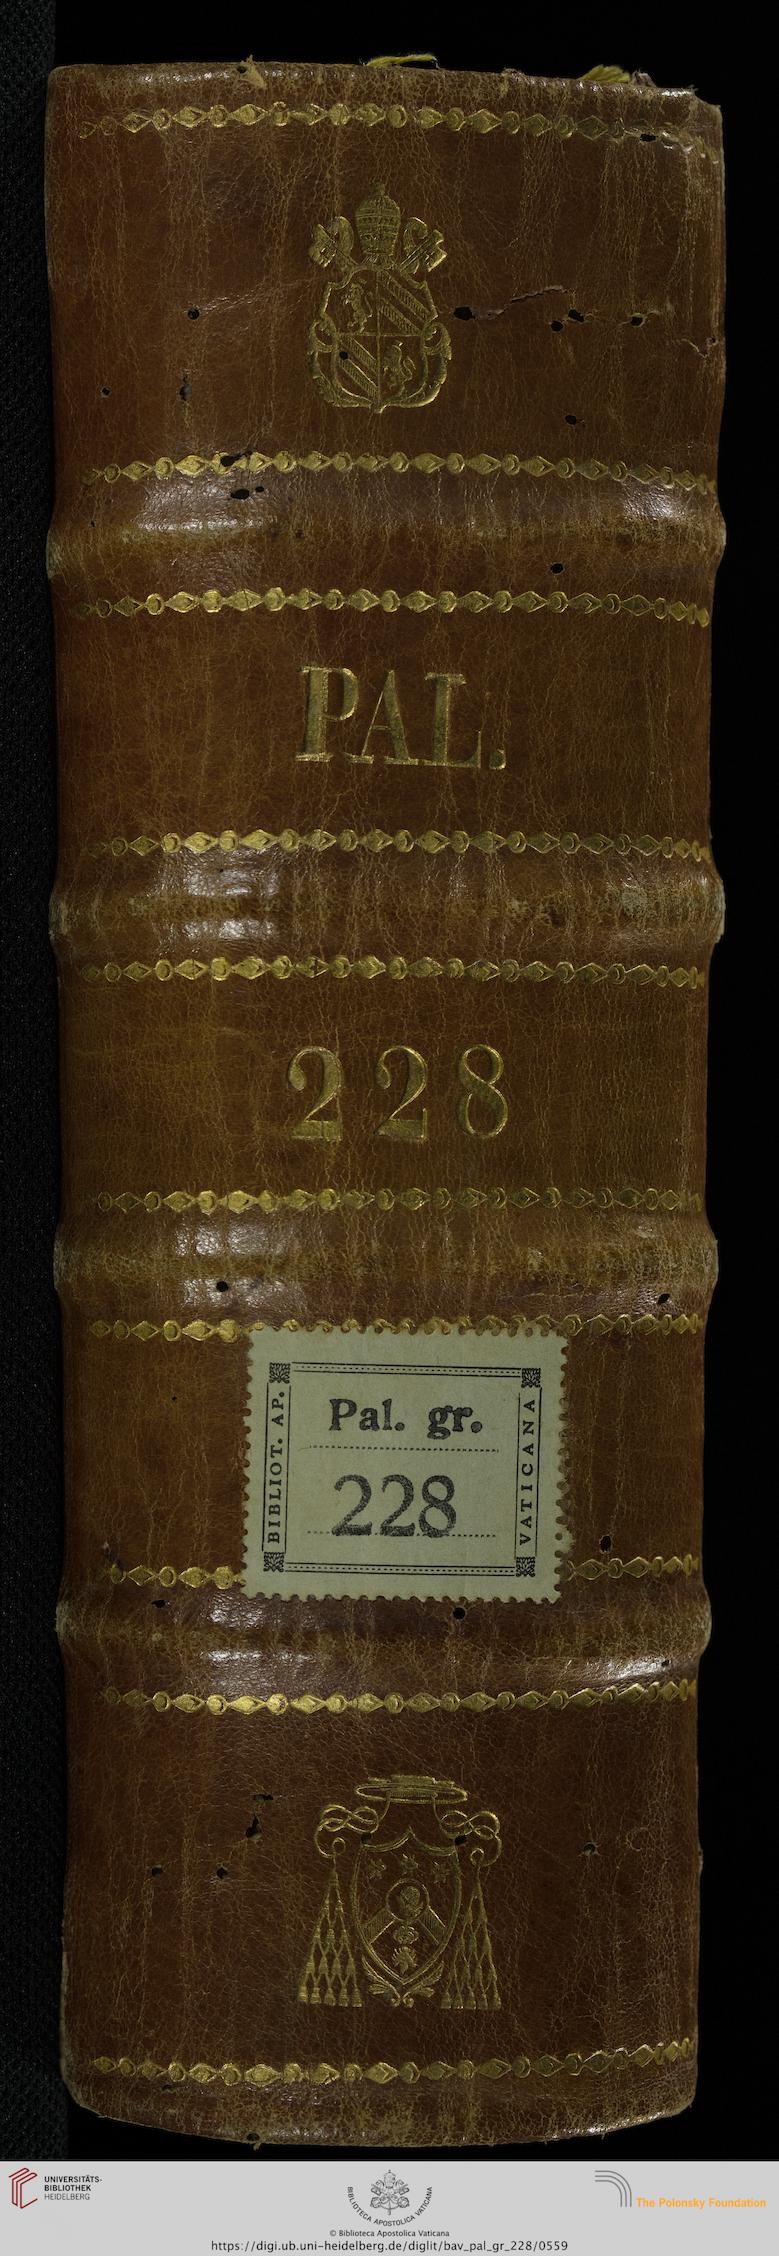 PAL.
228
BIBLIOT. AP.
Pal. gr.
228
VATICANA
UNIVERSITÄTS-
BIBLIOTHEK
HEIDELBERG
BIBLIOTECA APOSTOLICA VATICANA
The Polonsky Foundation
© Biblioteca Apostolica Vaticana
https://digi.ub.uni-heidelberg.de/diglit/bav_pal_gr_228/0559